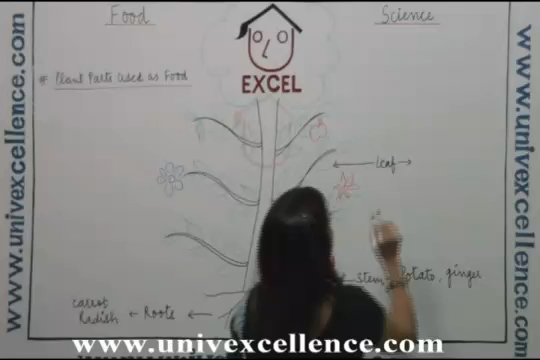 Food
Science
EXCEL
# Plant Parts Used as Food
Leaf
stem
potato, ginger
carrot
Radish
Roots
www.univexcellence.com
www.univexcellence.com
www.univexcellence.com